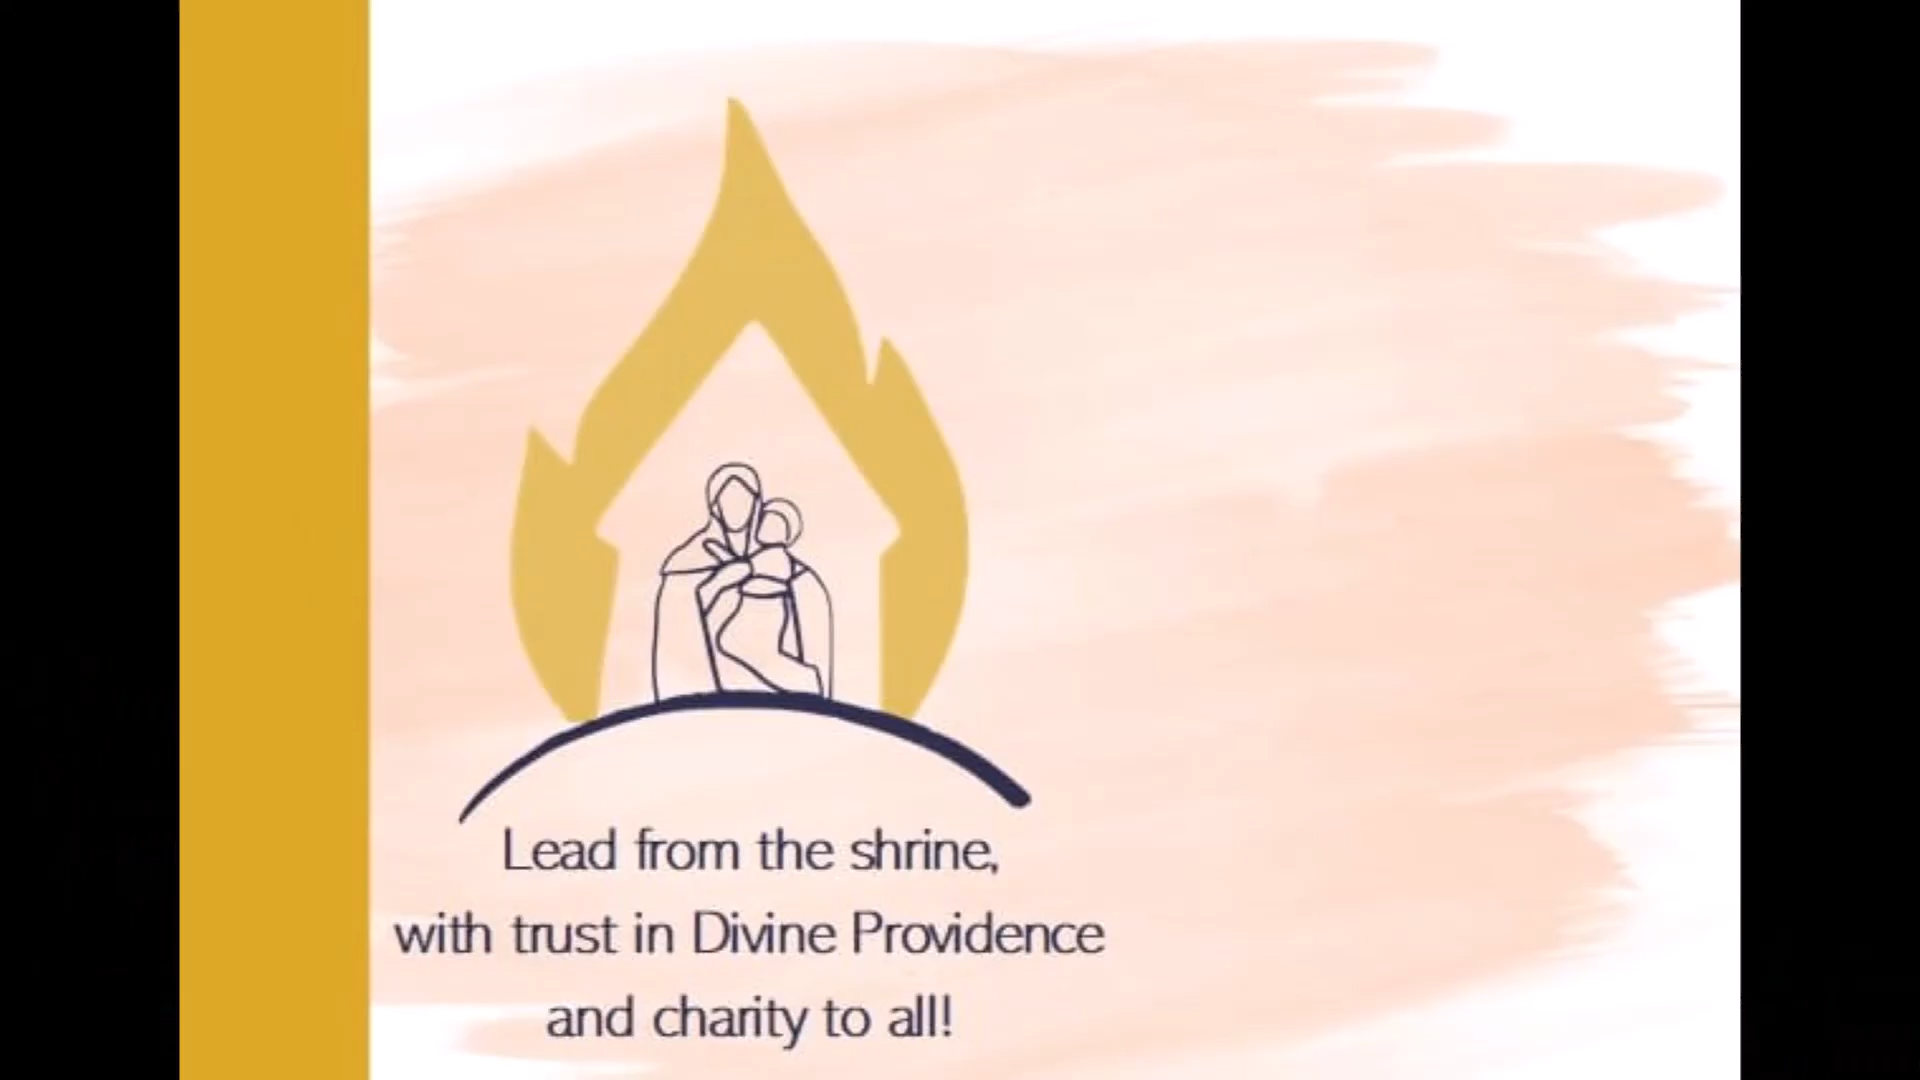 Lead from the shrine,
with trust in Divine Providence
and charity to all!